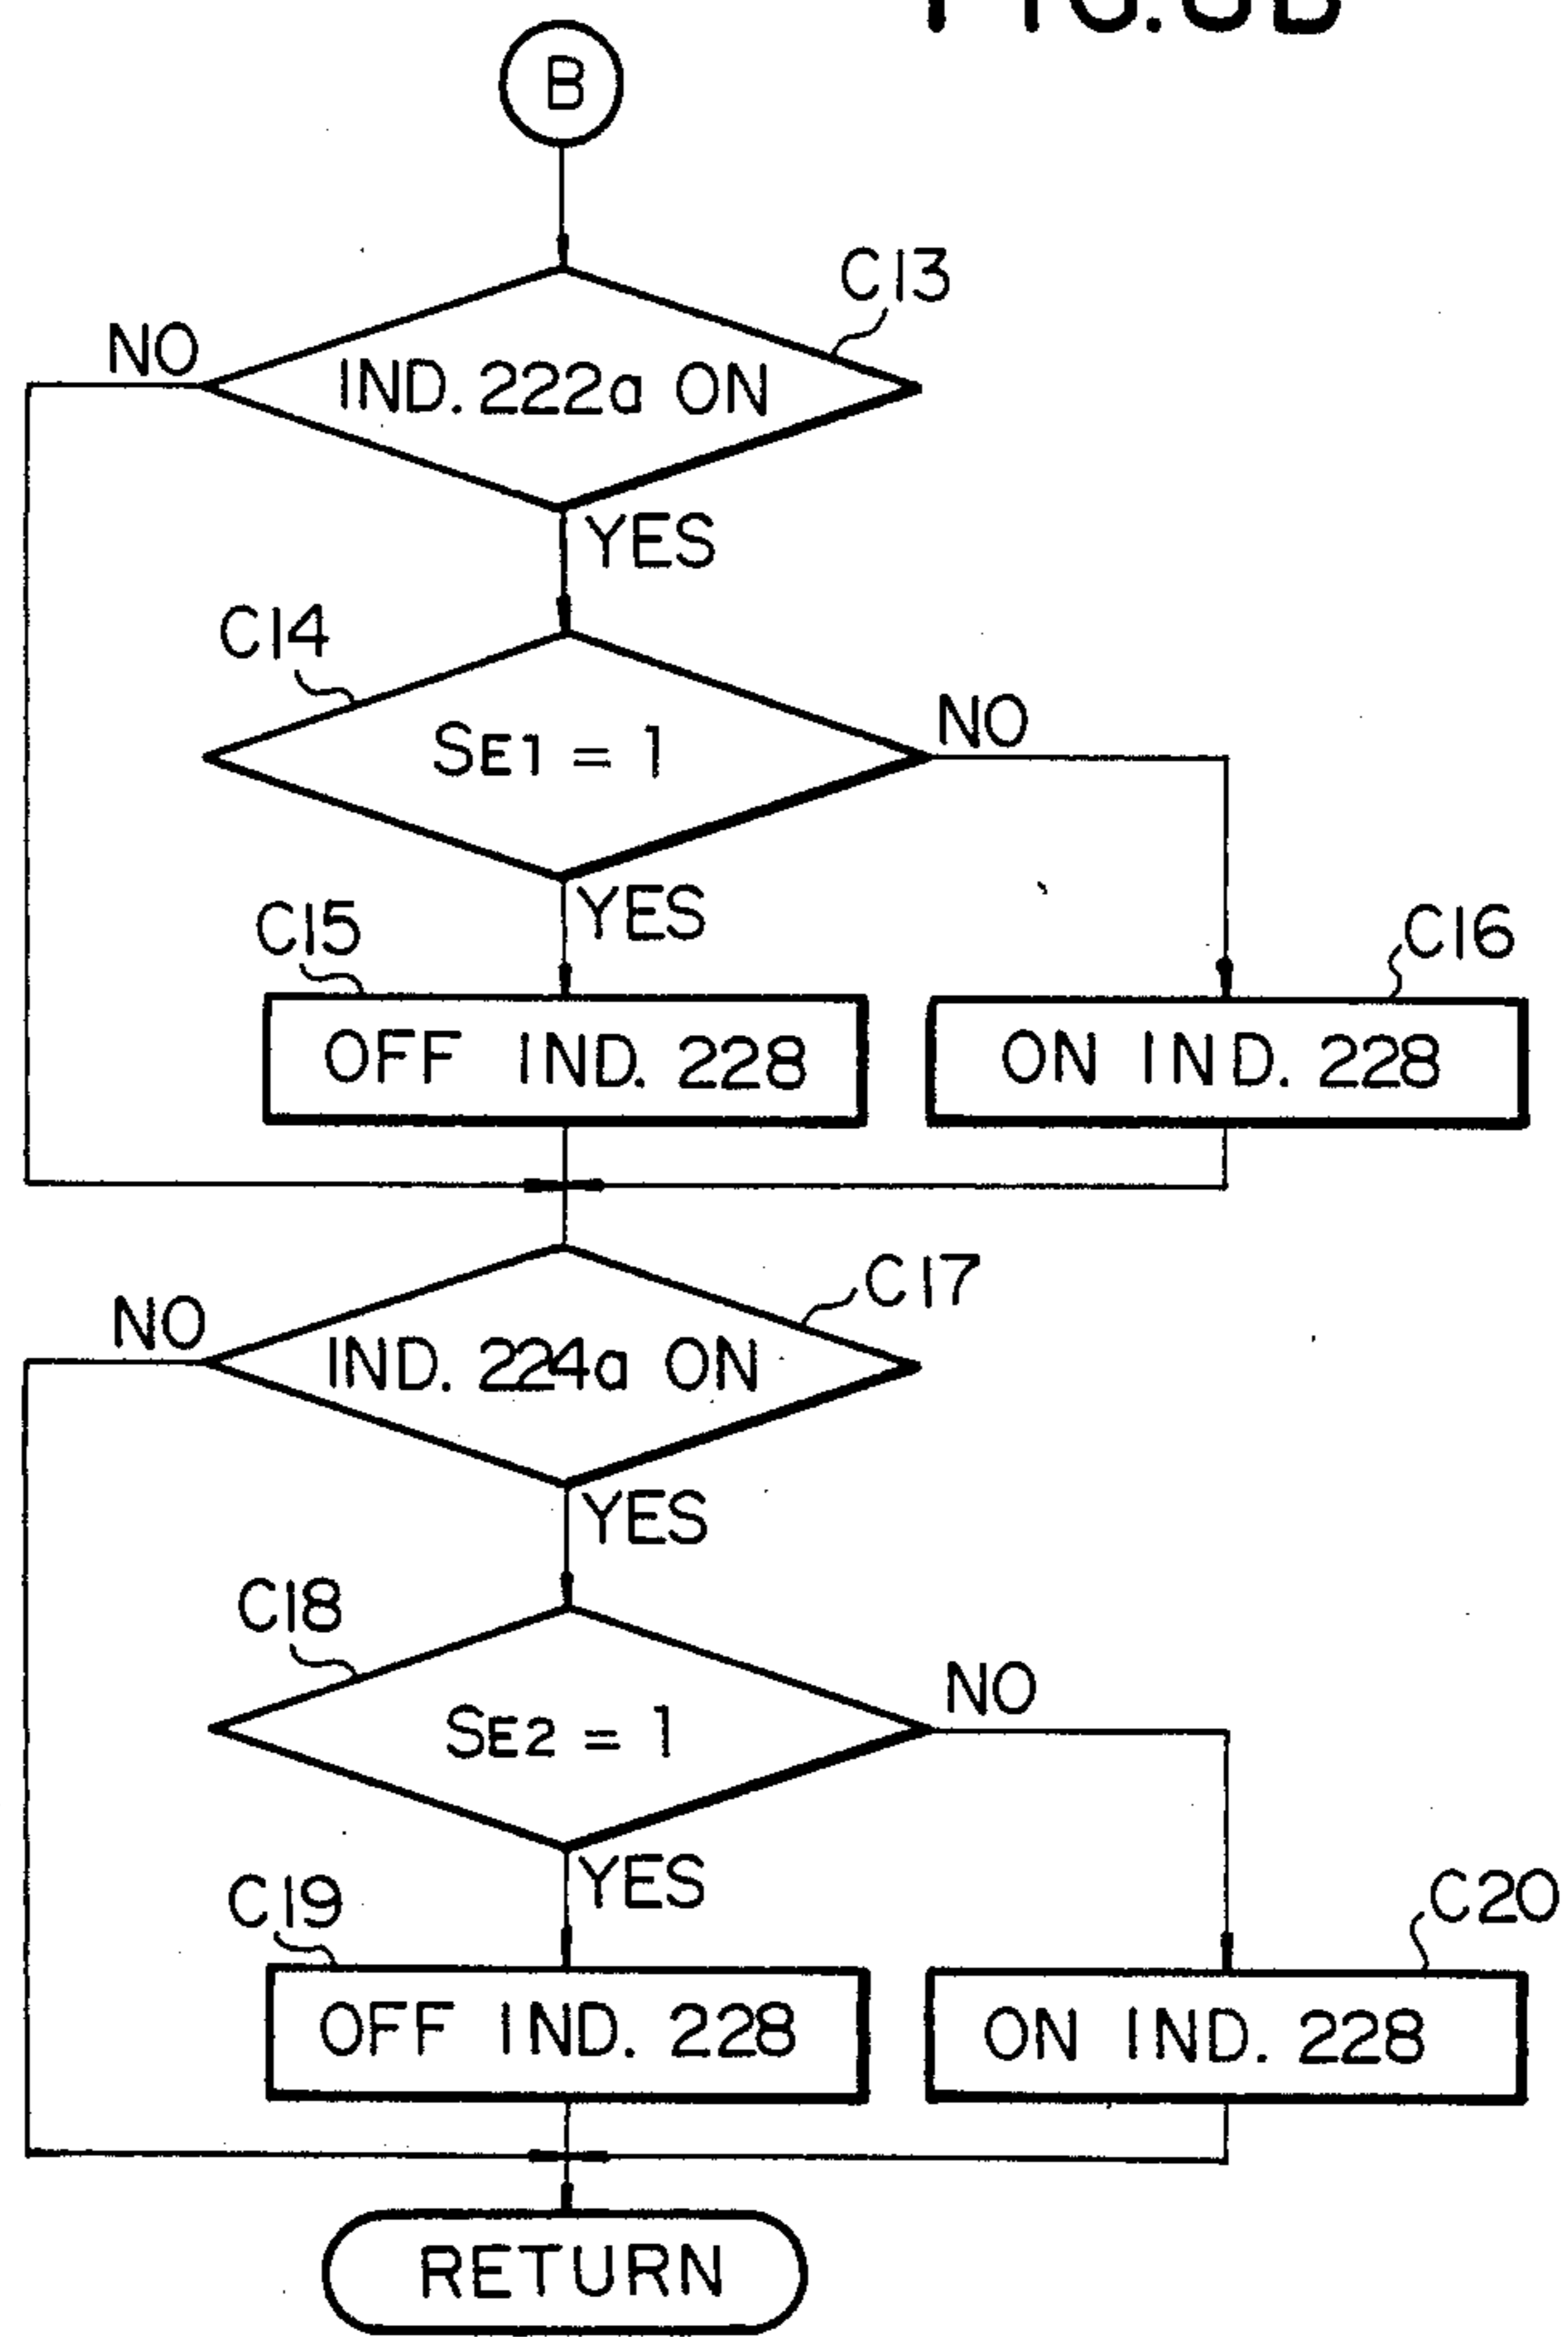 B
C13
NO
IND. 222a ON
YES
C14
NO
SE1 = 1
YES
C15
C16
OFF IND. 228
ON IND. 228
C17
NO
IND. 224a ON
YES
C18
NO
SE2 = 1
YES
C19
C20
OFF IND. 228
ON IND. 228
RETURN